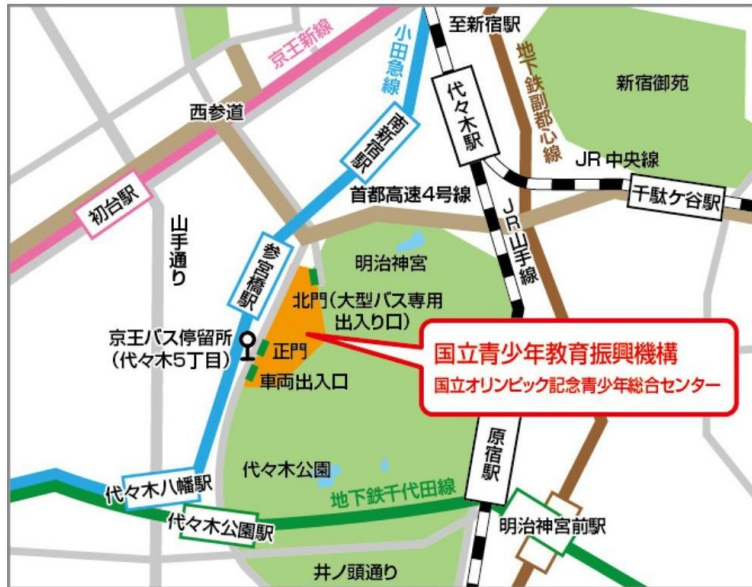 至新宿駅
京王新線
小田急線
代々木駅
地下鉄副都心線
新宿御苑
西参道
南新宿駅
JR中央線
初台駅
首都高速4号線
千駄ケ谷駅
JR山手線
山手通り
参宮橋駅
明治神宮
北門(大型バス専用
出入り口)
京王バス停留所
(代々木5丁目)
正門
車両出入口
国立青少年教育振興機構
国立オリンピック記念青少年総合センター
原宿駅
代々木公園
代々木八幡駅
地下鉄千代田線
代々木公園駅
明治神宮前駅
井ノ頭通り